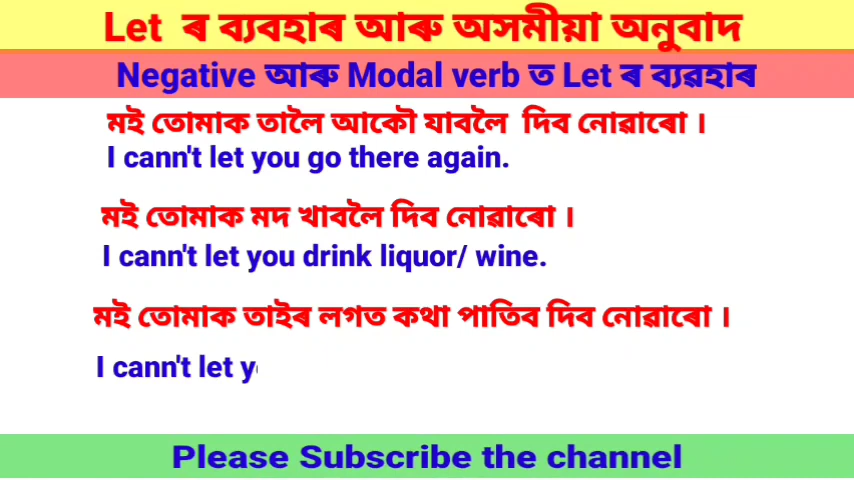 Let ৰ ব্যবহাৰ আৰু অসমীয়া অনুবাদ
Negative আৰু Modal verb ত Let ৰ ব্যৱহাৰ
মই তোমাক তালৈ আকৌ যাবলৈ দিব নোৱাৰো ।
I cann't let you go there again.
মই তোমাক মদ খাবলৈ দিব নোৱাৰো ।
I cann't let you drink liquor/ wine.
মই তোমাক তাইৰ লগত কথা পাতিব দিব নোৱাৰো ।
I cann't let y
Please Subscribe the channel